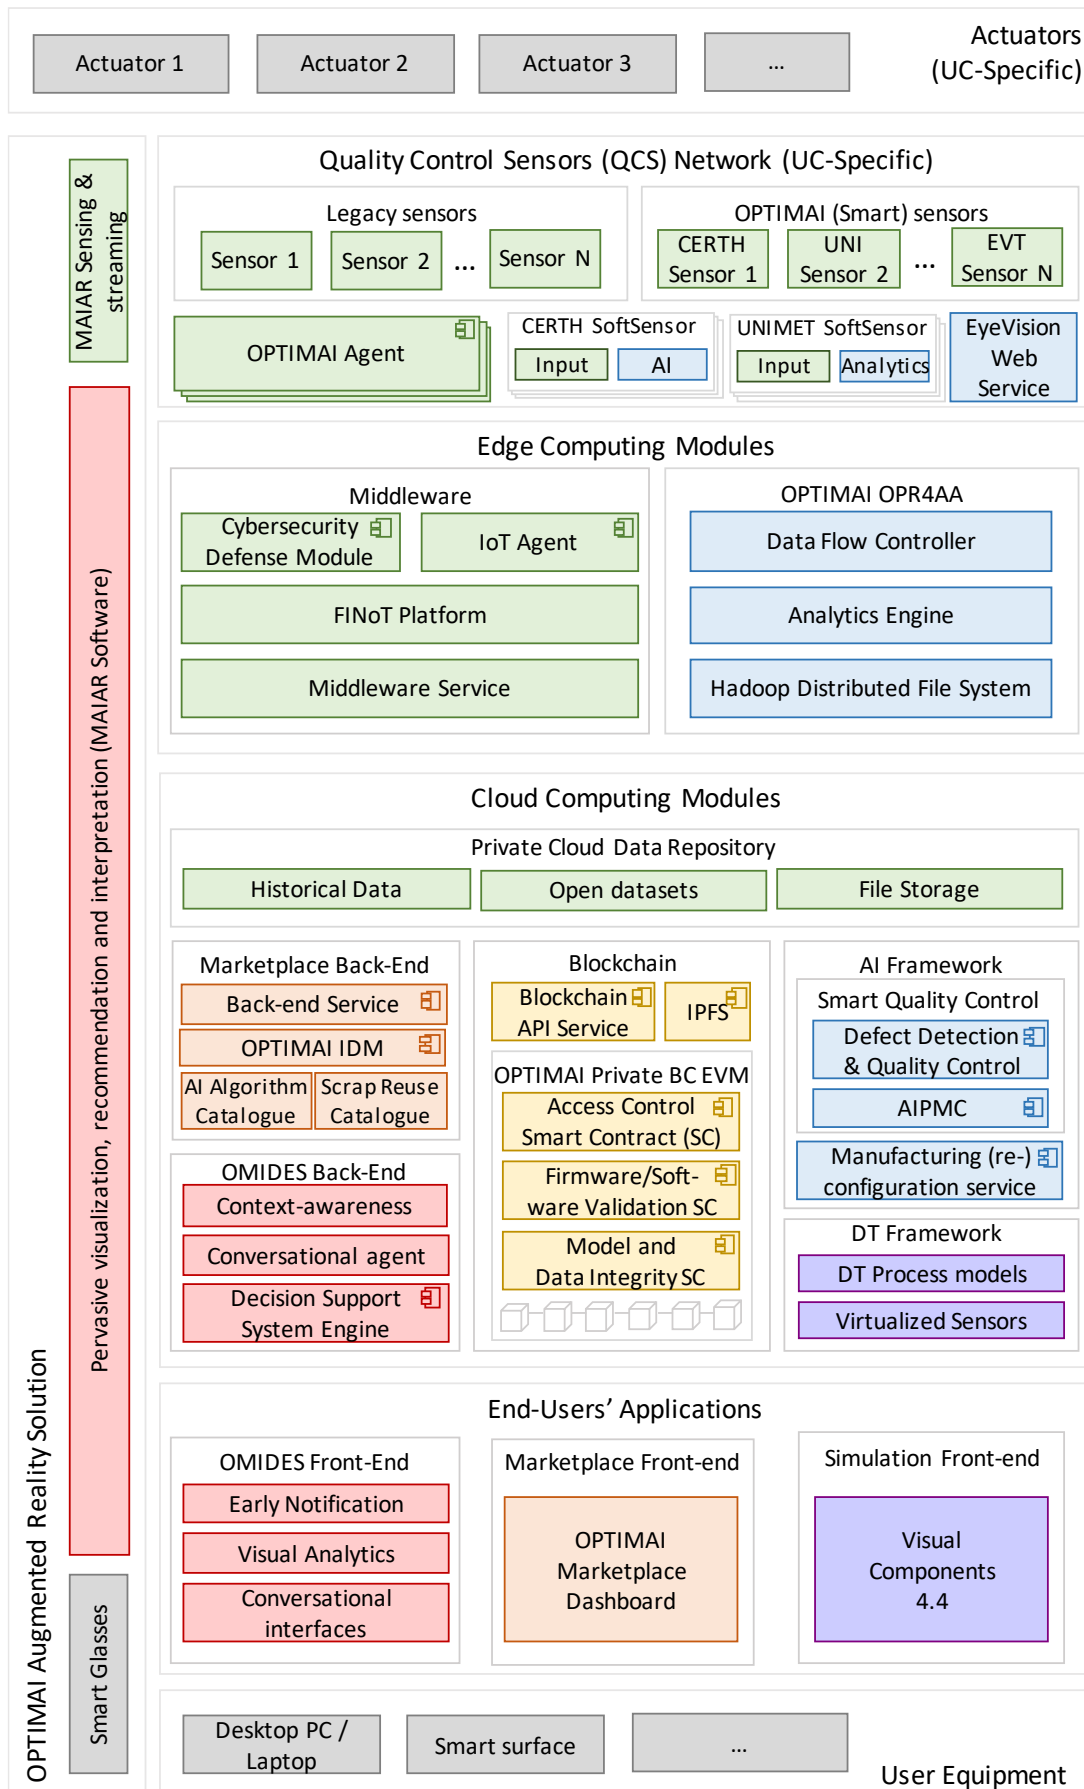 Actuators
(UC-Specific)
Actuator 1
Actuator 2
Actuator 3
...
OPTIMAI Augmented Reality Solution
MAIAR Sensing &
streaming
Pervasive visualization, recommendation and interpretation (MAIAR Software)
Smart Glasses
Quality Control Sensors (QCS) Network (UC-Specific)
Legacy sensors
Sensor 1
Sensor 2
...
Sensor N
OPTIMAI (Smart) sensors
CERTH
Sensor 1
UNI
Sensor 2
...
EVT
Sensor N
OPTIMAI Agent
CERTH SoftSensor
Input
AI
UNIMET SoftSensor
Input
Analytics
EyeVision
Web
Service
Edge Computing Modules
Middleware
Cybersecurity
Defense Module
IoT Agent
FINoT Platform
Middleware Service
OPTIMAI OPR4AA
Data Flow Controller
Analytics Engine
Hadoop Distributed File System
Cloud Computing Modules
Private Cloud Data Repository
Historical Data
Open datasets
File Storage
Marketplace Back-End
Back-end Service
OPTIMAI IDM
AI Algorithm
Catalogue
Scrap Reuse
Catalogue
OMIDES Back-End
Context-awareness
Conversational agent
Decision Support
System Engine
Blockchain
Blockchain
API Service
IPFS
OPTIMAI Private BC EVM
Access Control
Smart Contract (SC)
Firmware/Soft-
ware Validation SC
Model and
Data Integrity SC
AI Framework
Smart Quality Control
Defect Detection
& Quality Control
AIPMC
Manufacturing (re-)
configuration service
DT Framework
DT Process models
Virtualized Sensors
End-Users’ Applications
OMIDES Front-End
Early Notification
Visual Analytics
Conversational
interfaces
Marketplace Front-end
OPTIMAI
Marketplace
Dashboard
Simulation Front-end
Visual
Components
4.4
Desktop PC /
Laptop
Smart surface
...
User Equipment